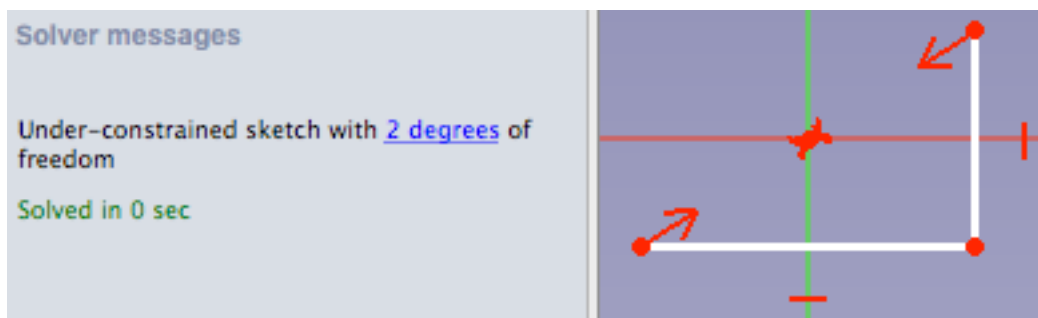 Solver messages
Under-constrained sketch with 2 degrees of
freedom
Solved in 0 sec